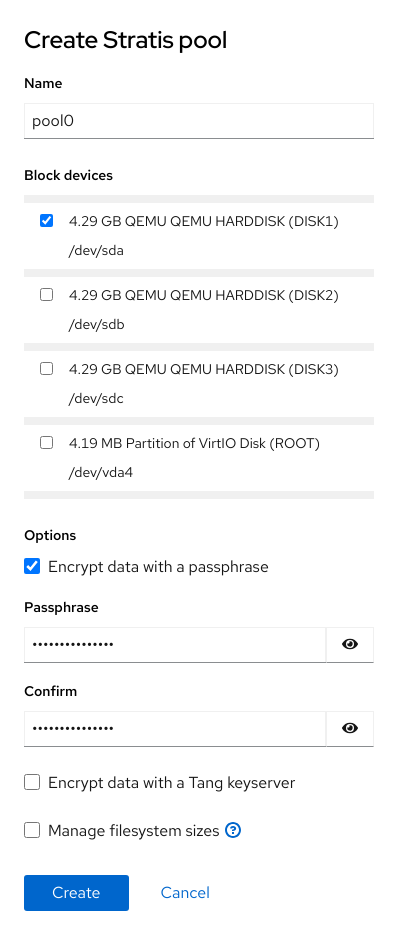 Create Stratis pool
Name
pool0
Block devices
4.29 GB QEMU QEMU HARDDISK (DISK1)
/dev/sda
4.29 GB QEMU QEMU HARDDISK (DISK2)
/dev/sdb
4.29 GB QEMU QEMU HARDDISK (DISK3)
/dev/sdc
4.19 MB Partition of VirtIO Disk (ROOT)
/dev/vda4
Options
Encrypt data with a passphrase
Passphrase
•••••••••••••••
Confirm
•••••••••••••••
Encrypt data with a Tang keyserver
Manage filesystem sizes
Create Cancel